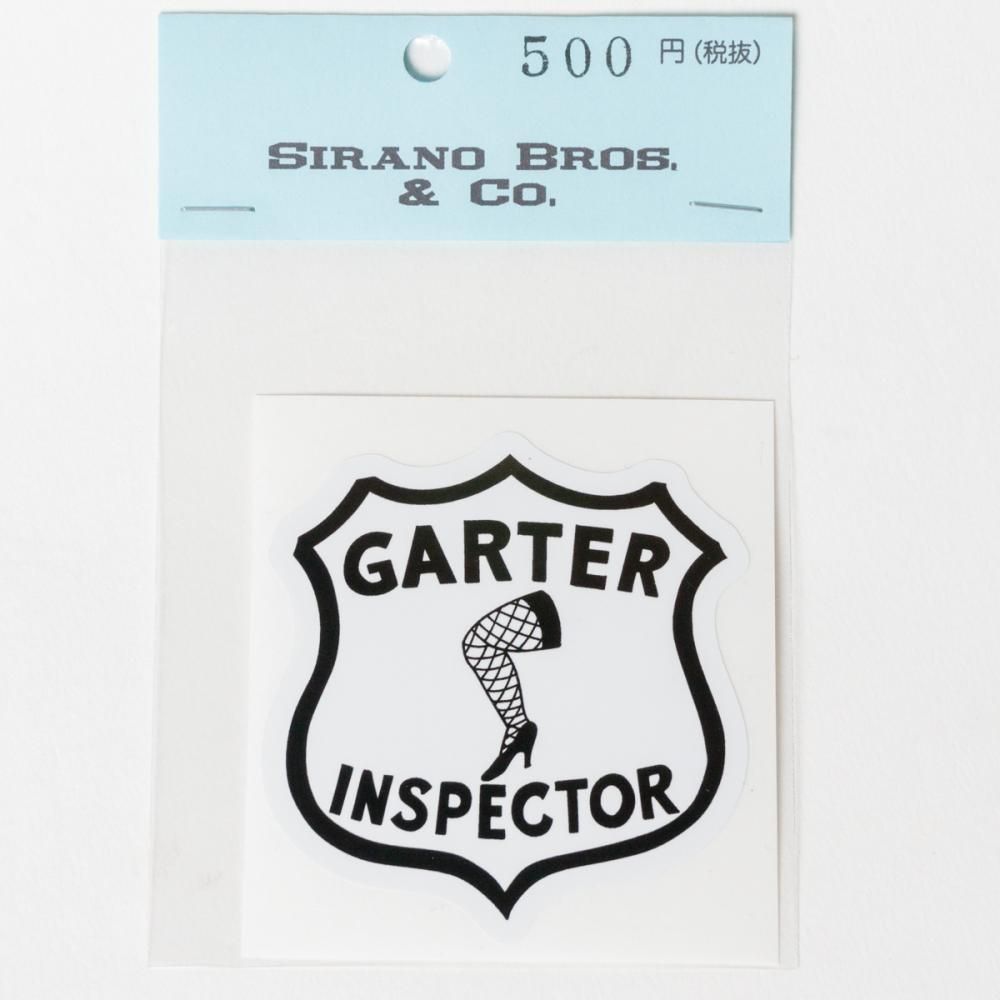 500 円(税抜)
SIRANO BROS.
& CO.
GARTER
INSPECTOR